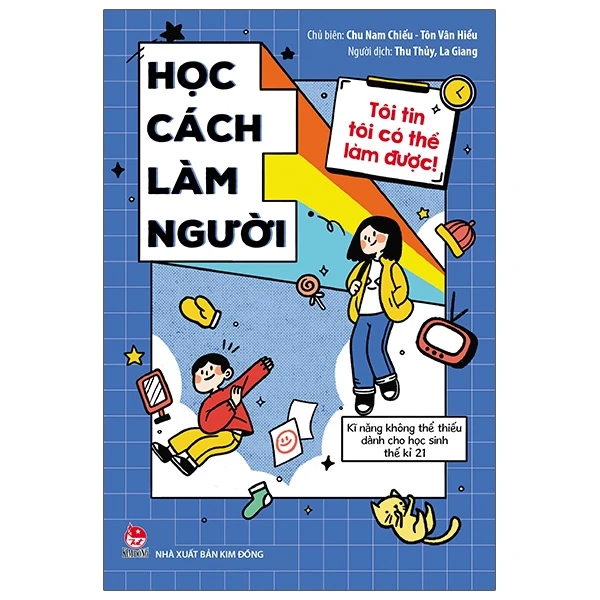 Chủ biên: Chu Nam Chiếu - Tôn Vân Hiểu
Người dịch: Thu Thủy, La Giang
HỌC
CÁCH
LÀM
NGƯỜI
Tôi tin
tôi có thể
làm được!
Kĩ năng không thể thiếu
dành cho học sinh
thế kỉ 21
KIM ĐỒNG
NHÀ XUẤT BẢN KIM ĐỒNG